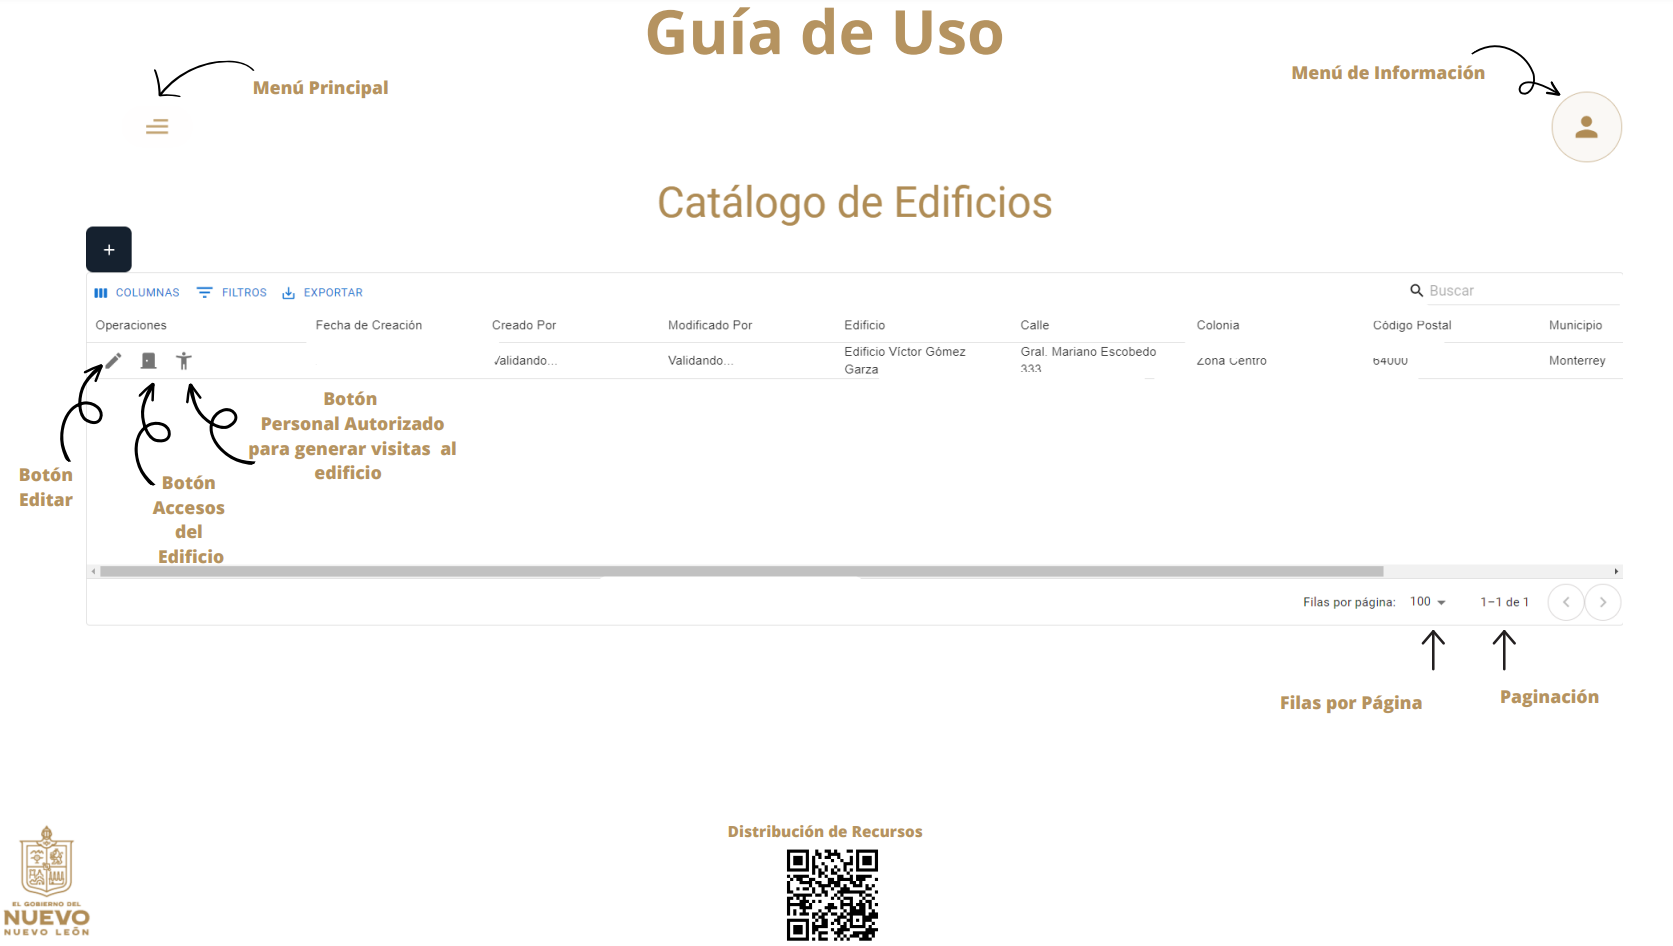 Guía de Uso
Menú Principal
Menú de Información
Catálogo de Edificios
+
COLUMNAS FILTROS EXPORTAR
Buscar
Operaciones Fecha de Creación Creado Por Modificado Por Edificio Calle Colonia Código Postal Municipio
Validando... Validando... Edificio Víctor Gómez Garza Gral. Mariano Escobedo 333 Zona Centro 64000 Monterrey
Botón
Personal Autorizado
para generar visitas al
edificio
Botón
Editar
Botón
Accesos
del
Edificio
Filas por página: 100 1–1 de 1
Filas por Página
Paginación
Distribución de Recursos
EL GOBIERNO DEL
NUEVO
NUEVO LEÓN